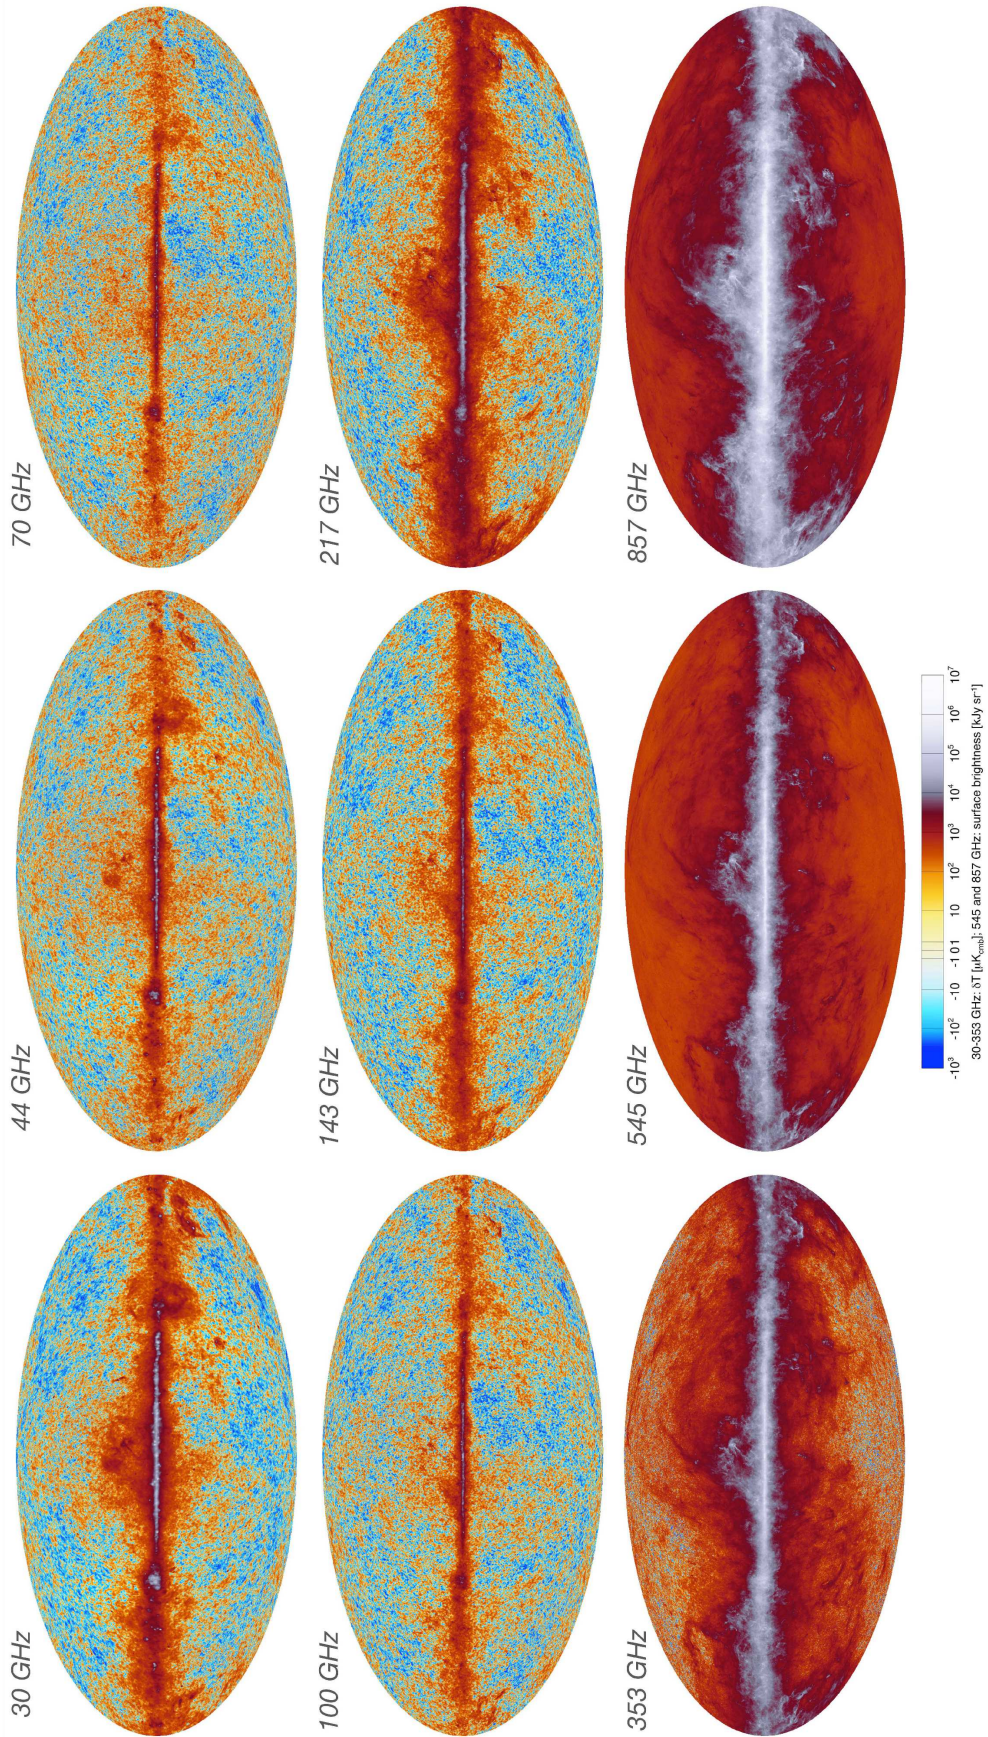 30 GHz
44 GHz
70 GHz
100 GHz
143 GHz
217 GHz
353 GHz
545 GHz
857 GHz
-10³ -10² -10 -1 0 1 10 10² 10³ 10⁴ 10⁵ 10⁶ 10⁷
30-353 GHz: δT [μK_cmb]; 545 and 857 GHz: surface brightness [kJy sr⁻¹]